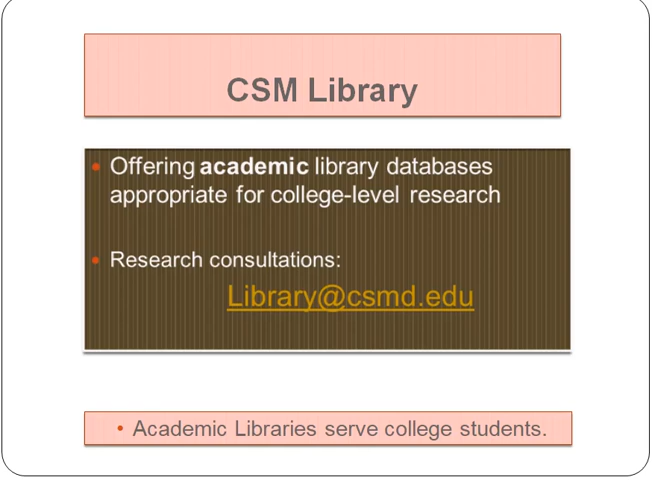 CSM Library
• Offering academic library databases
appropriate for college-level research
• Research consultations:
Library@csmd.edu
• Academic Libraries serve college students.